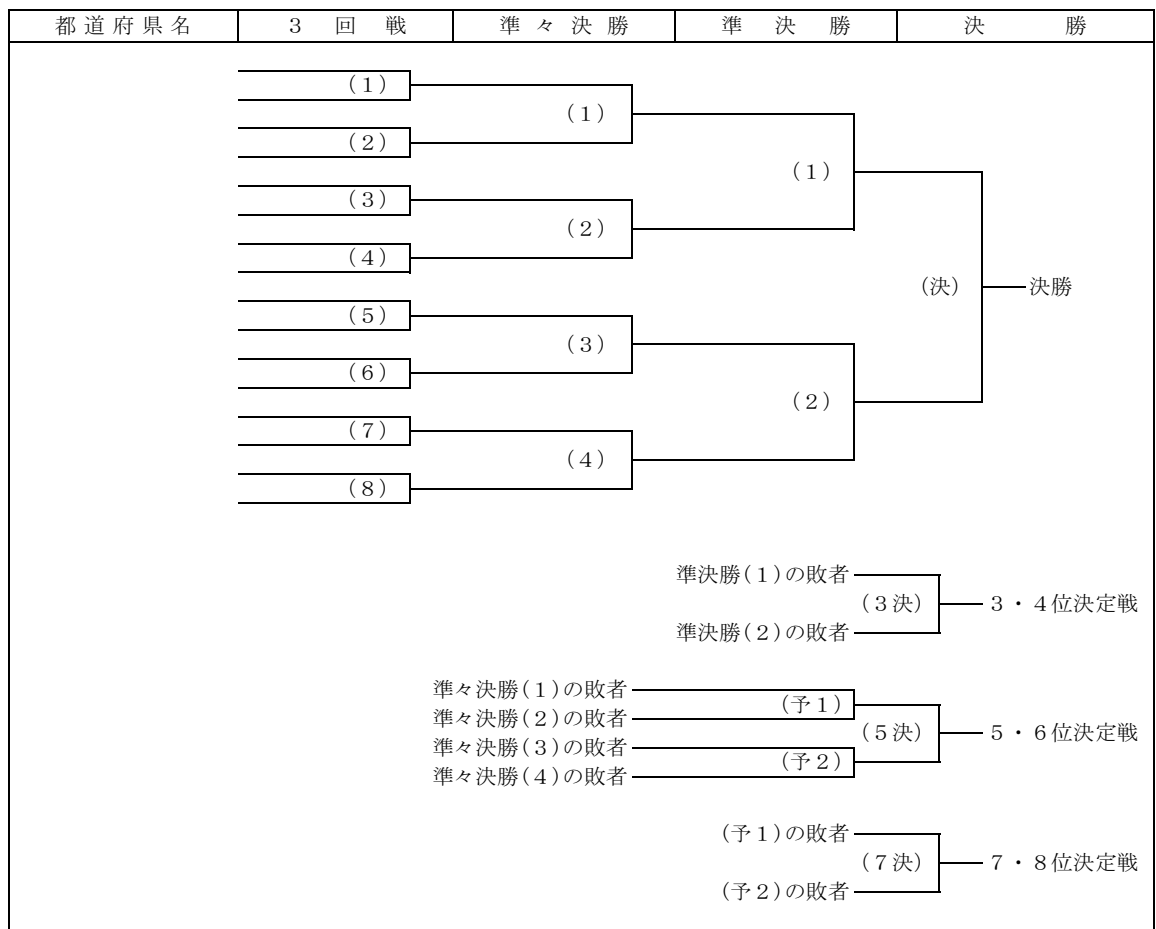 都道府県名 ３回戦 準々決勝 準決勝 決勝
(１)
(１)
(２)
(１)
(３)
(２)
(４)
(決) 決勝
(５)
(３)
(６)
(２)
(７)
(４)
(８)
準決勝(１)の敗者
(３決) ３・４位決定戦
準決勝(２)の敗者
準々決勝(１)の敗者
(予１)
準々決勝(２)の敗者
(５決) ５・６位決定戦
準々決勝(３)の敗者
(予２)
準々決勝(４)の敗者
(予１)の敗者
(７決) ７・８位決定戦
(予２)の敗者